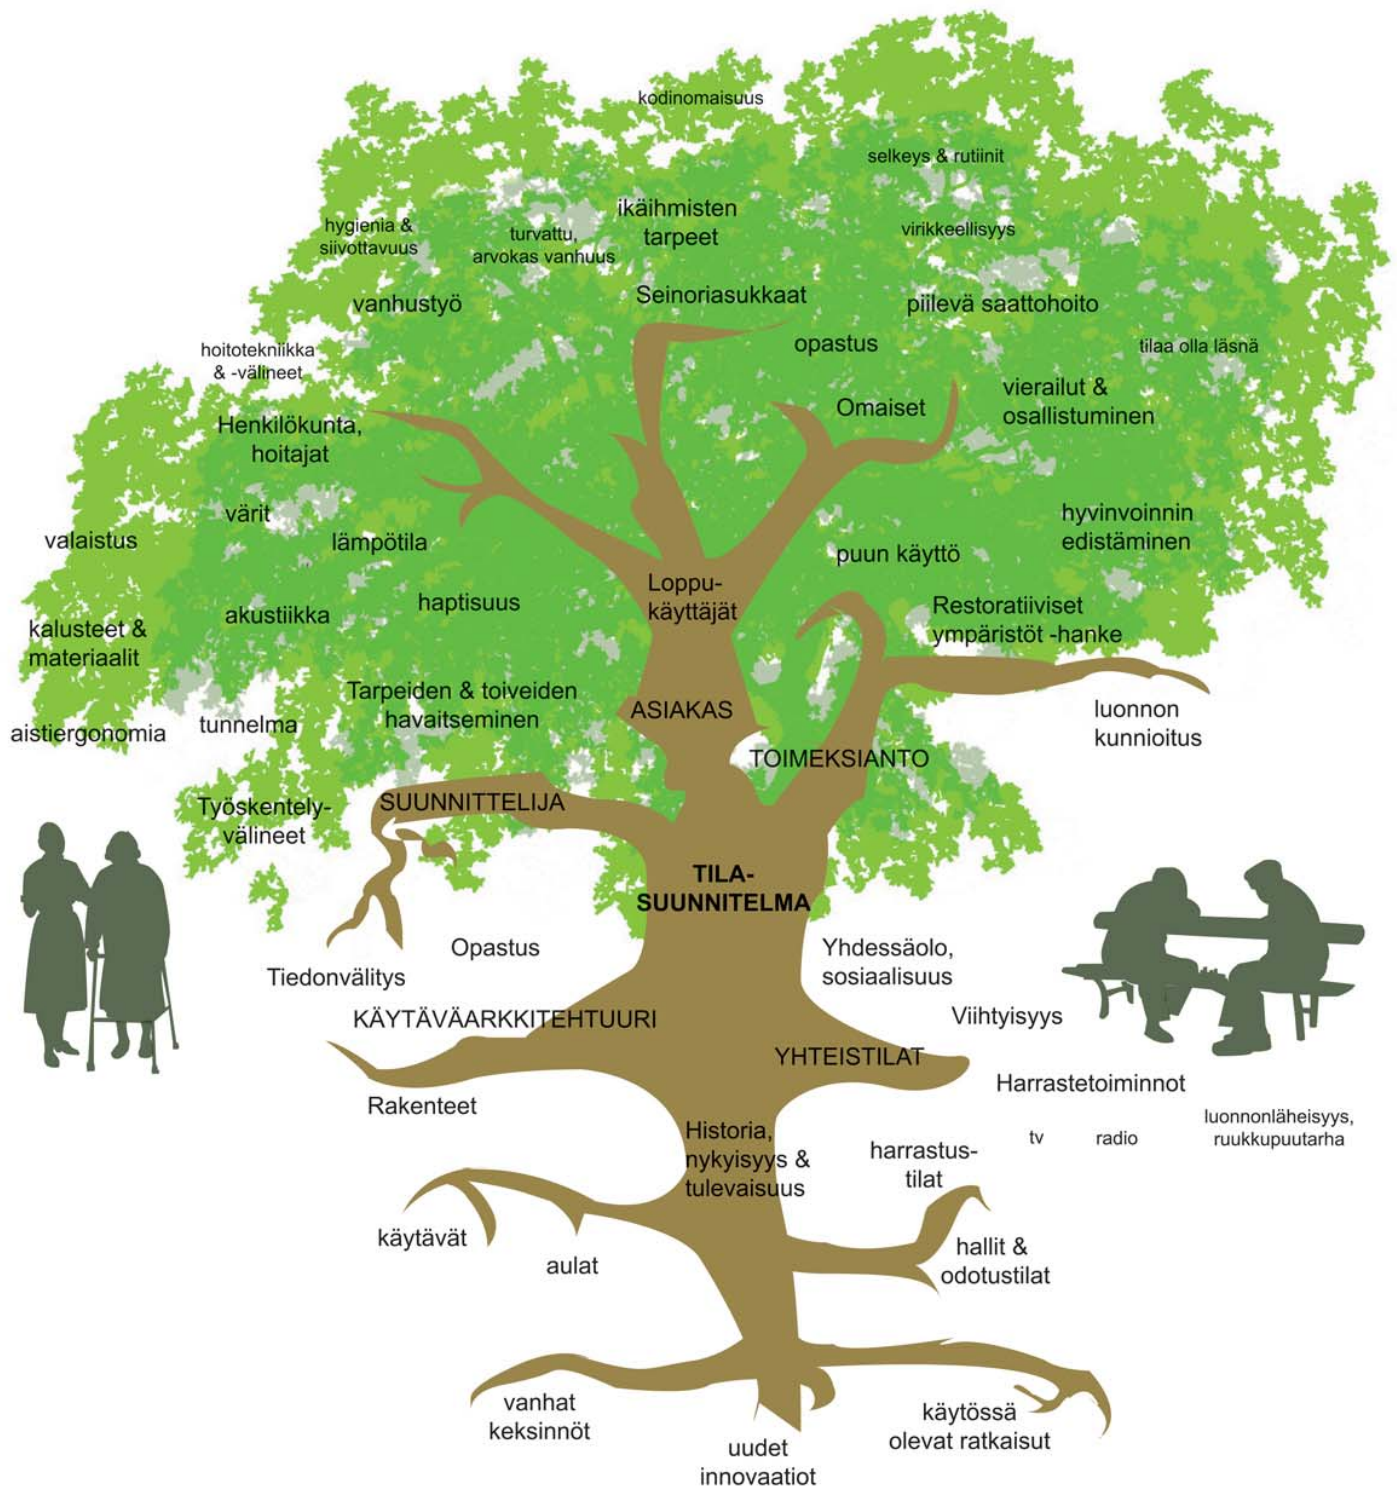 kodinomaisuus
selkeys & rutiinit
ikäihmisten
tarpeet
hygienia &
siivottavuus
turvattu,
arvokas vanhuus
virikkeellisyys
vanhustyö
Seinoriasukkaat
piilevä saattohoito
hoitotekniikka
& -välineet
opastus
tilaa olla läsnä
Henkilökunta,
hoitajat
Omaiset
vierailut &
osallistuminen
värit
valaistus
lämpötila
hyvinvoinnin
edistäminen
puun käyttö
Loppu-
käyttäjät
haptisuus
akustiikka
kalusteet &
materiaalit
Restoratiiviset
ympäristöt -hanke
Tarpeiden & toiveiden
havaitseminen
ASIAKAS
aistiergonomia
tunnelma
luonnon
kunnioitus
TOIMEKSIANTO
SUUNNITTELIJA
Työskentely-
välineet
TILA-
SUUNNITELMA
Opastus
Tiedonvälitys
Yhdessäolo,
sosiaalisuus
KÄYTÄVÄARKKITEHTUURI
Viihtyisyys
YHTEISTILAT
Rakenteet
Harrastetoiminnot
tv
radio
luonnonläheisyys,
ruukkupuutarha
Historia,
nykyisyys &
tulevaisuus
harrastus-
tilat
käytävät
aulat
hallit &
odotustilat
vanhat
keksinnöt
uudet
innovaatiot
käytössä
olevat ratkaisut